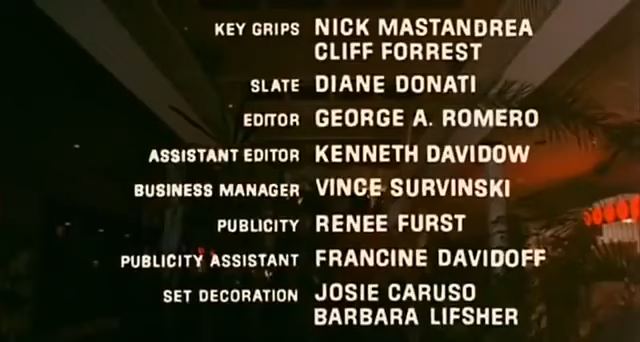 KEY GRIPS NICK MASTANDREA
CLIFF FORREST
SLATE DIANE DONATI
EDITOR GEORGE A. ROMERO
ASSISTANT EDITOR KENNETH DAVIDOW
BUSINESS MANAGER VINCE SURVINSKI
PUBLICITY RENEE FURST
PUBLICITY ASSISTANT FRANCINE DAVIDOFF
SET DECORATION JOSIE CARUSO
BARBARA LIFSHER